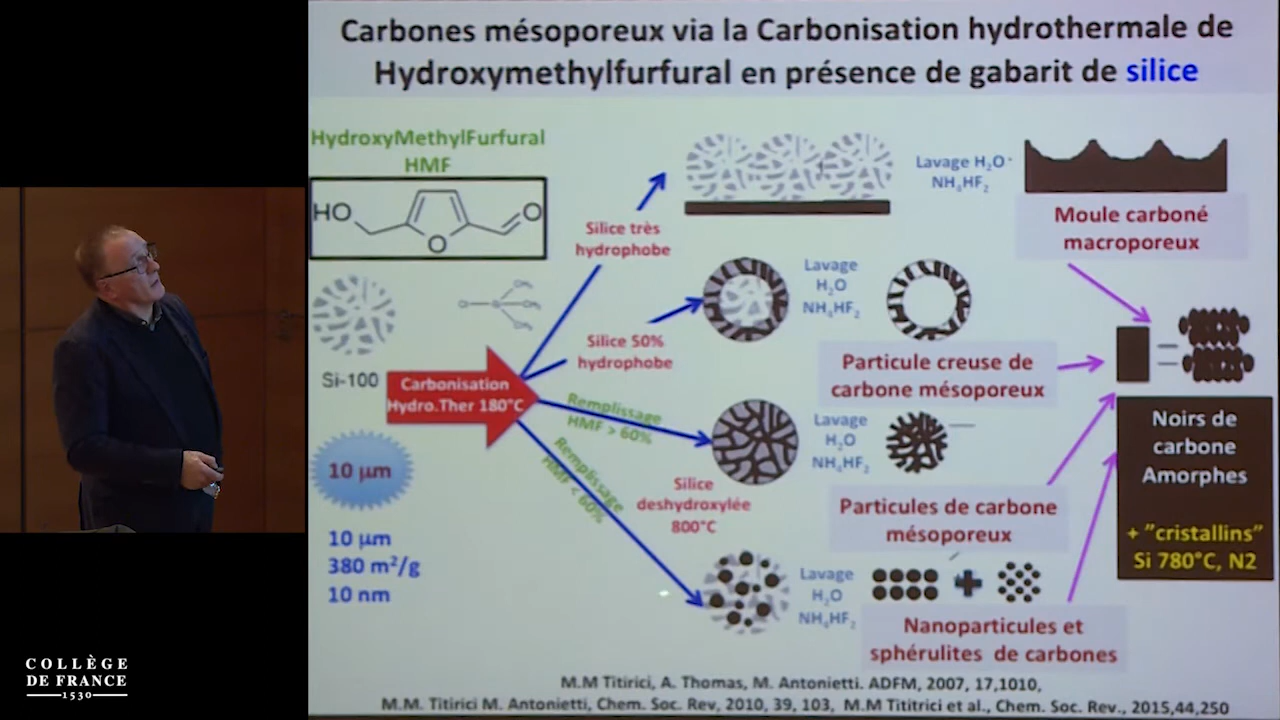 Carbones mésoporeux via la Carbonisation hydrothermale de
Hydroxymethylfurfural en présence de gabarit de silice
HydroxyMethylFurfural
HMF
HO
O
O
Si-100
10 µm
10 µm
380 m²/g
10 nm
Carbonisation
Hydro.Ther 180°C
Silice très
hydrophobe
Silice 50%
hydrophobe
Remplissage
HMF > 60%
Remplissage
HMF < 60%
Silice
deshydroxylée
800°C
Lavage H₂O
NH₄HF₂
Moule carboné
macroporeux
Lavage
H₂O
NH₄HF₂
Particule creuse de
carbone mésoporeux
Lavage
H₂O
NH₄HF₂
Particules de carbone
mésoporeux
Lavage
H₂O
NH₄HF₂
Nanoparticules et
sphérulites de carbones
Noirs de
carbone
Amorphes
+ ”cristallins”
Si 780°C, N2
M.M Titirici, A. Thomas, M. Antonietti. ADFM, 2007, 17,1010,
M.M. Titirici M. Antonietti, Chem. Soc. Rev, 2010, 39, 103, M.M Tititrici et al., Chem. Soc. Rev., 2015,44,250
COLLÈGE
DE FRANCE
1530